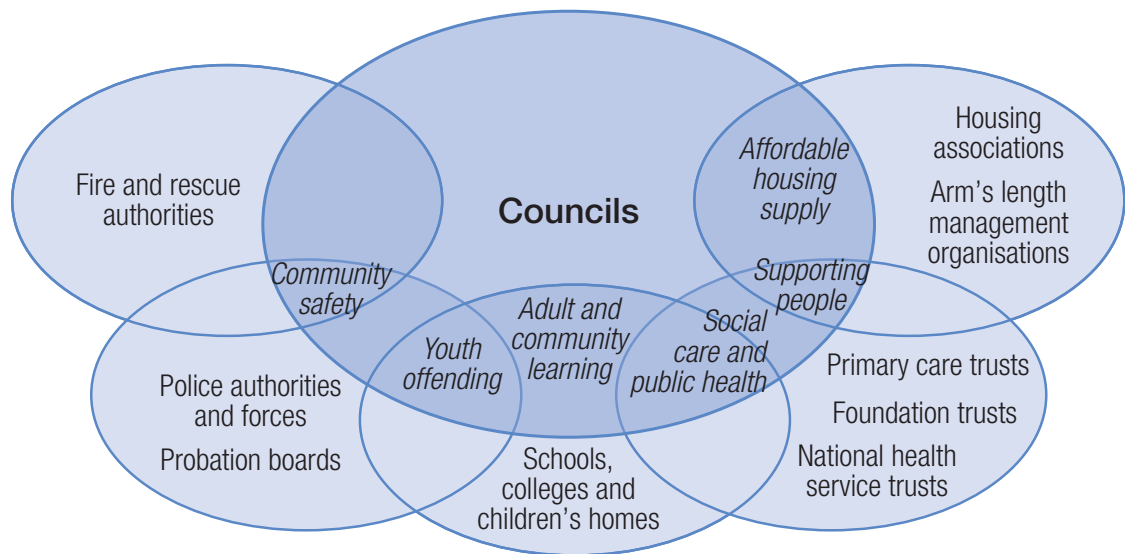 Housing
associations
Arm's length
management
organisations
Affordable
housing
supply
Fire and rescue
authorities
Councils
Community
safety
Supporting
people
Adult and
community
learning
Social
care and
public health
Youth
offending
Primary care trusts
Foundation trusts
National health
service trusts
Police authorities
and forces
Probation boards
Schools,
colleges and
children's homes